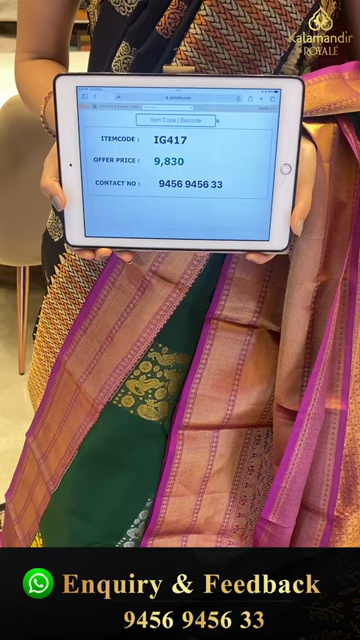 Kalamandir
ROYALE
Item Code / Barcode
ITEMCODE : IG417
OFFER PRICE : 9,830
CONTACT NO : 9456 9456 33
Enquiry & Feedback
9456 9456 33